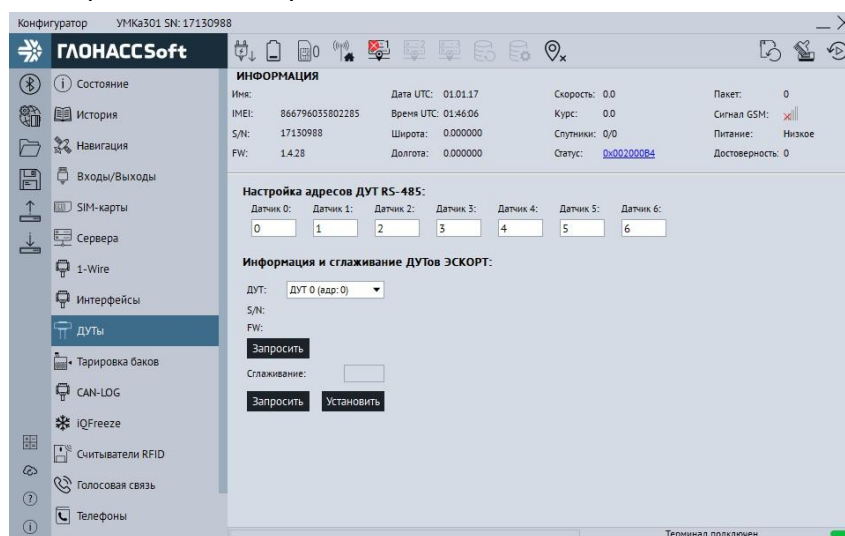 Конфигуратор УМКа301 SN: 17130988
ГЛОНАССSoft
0
Состояние
История
Навигация
Входы/Выходы
SIM-карты
Сервера
1-Wire
Интерфейсы
ДУТы
Тарировка баков
CAN-LOG
iQFreeze
Считыватели RFID
Голосовая связь
Телефоны
ИНФОРМАЦИЯ
Имя: Дата UTC: 01.01.17 Скорость: 0.0 Пакет: 0
IMEI: 866796035802285 Время UTC: 01:46:06 Курс: 0.0 Сигнал GSM:
S/N: 17130988 Широта: 0.000000 Спутники: 0/0 Питание: Низкое
FW: 1.4.28 Долгота: 0.000000 Статус: 0x002000B4 Достоверность: 0
Настройка адресов ДУТ RS-485:
Датчик 0: Датчик 1: Датчик 2: Датчик 3: Датчик 4: Датчик 5: Датчик 6:
0 1 2 3 4 5 6
Информация и сглаживание ДУТов ЭСКОРТ:
ДУТ: ДУТ 0 (адр: 0)
S/N:
FW:
Запросить
Сглаживание:
Запросить Установить
Терминал подключен